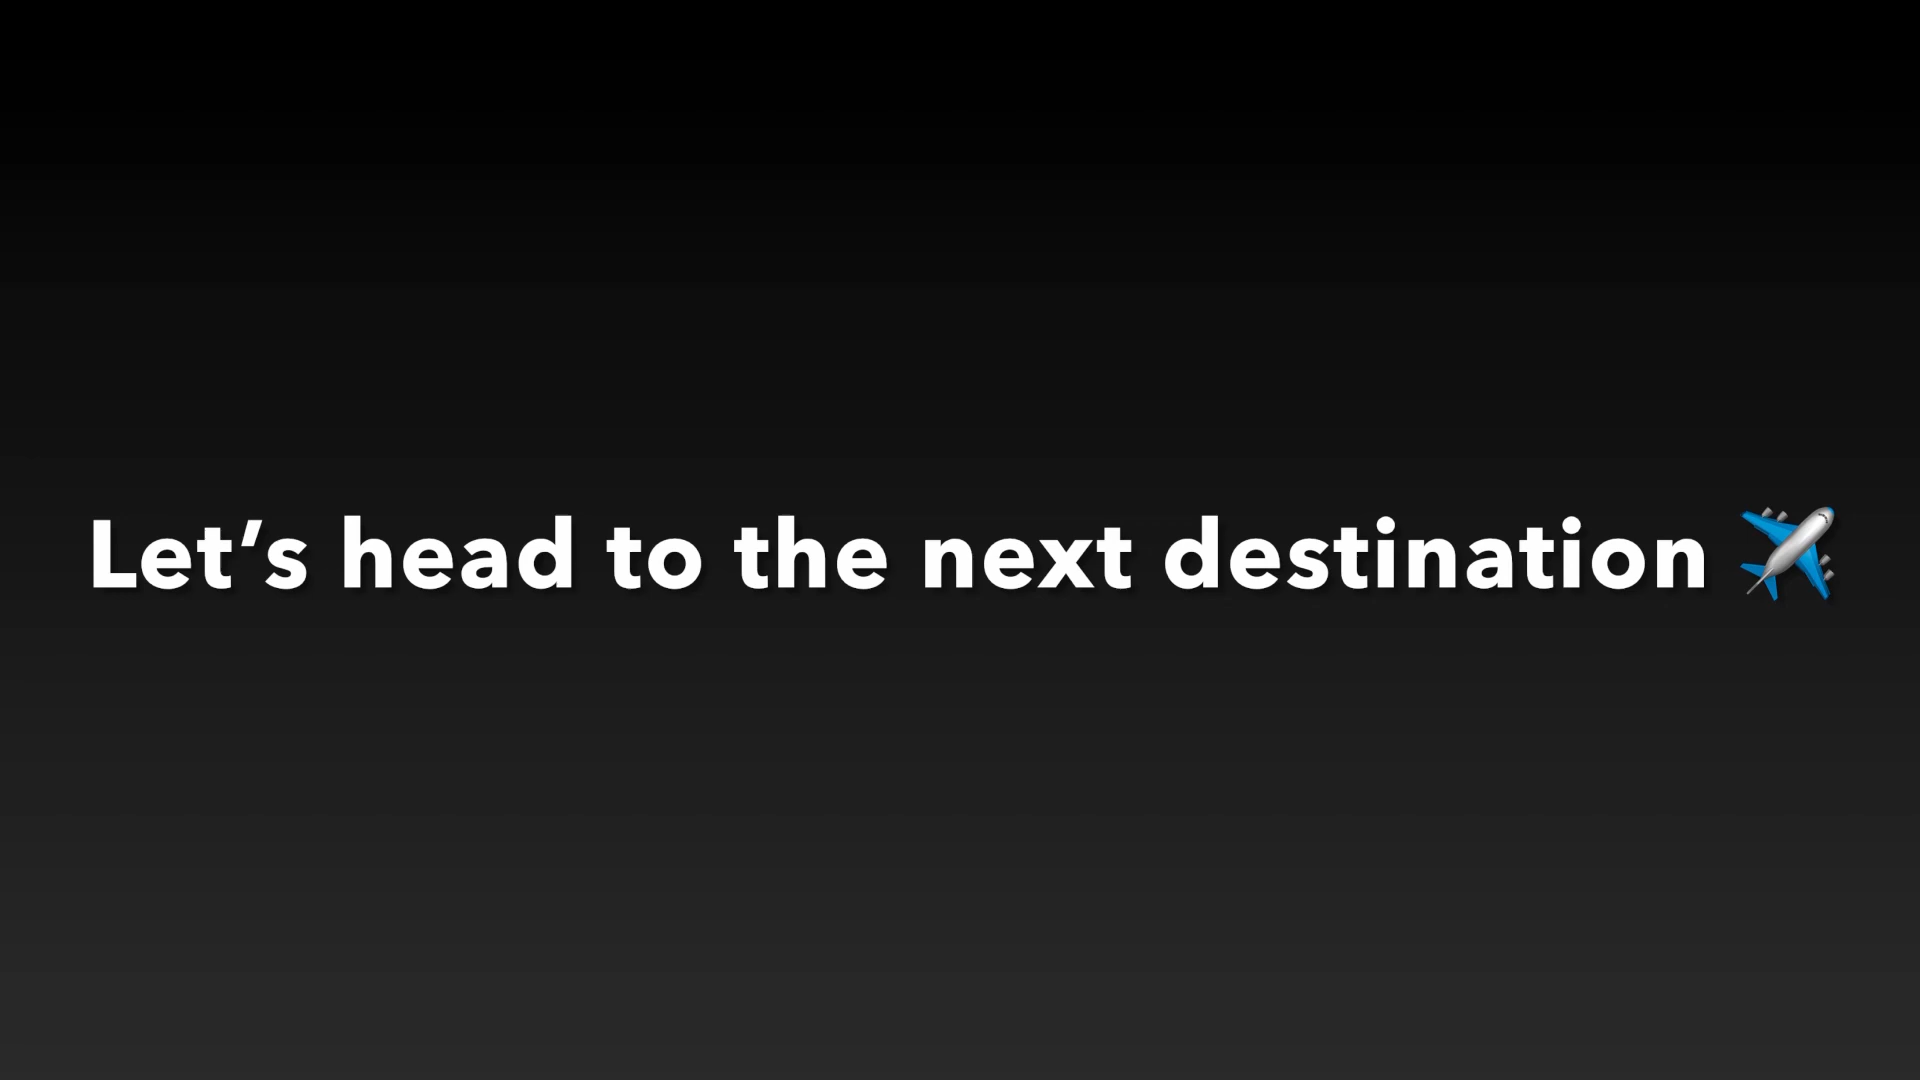 Let’s head to the next destination ✈️